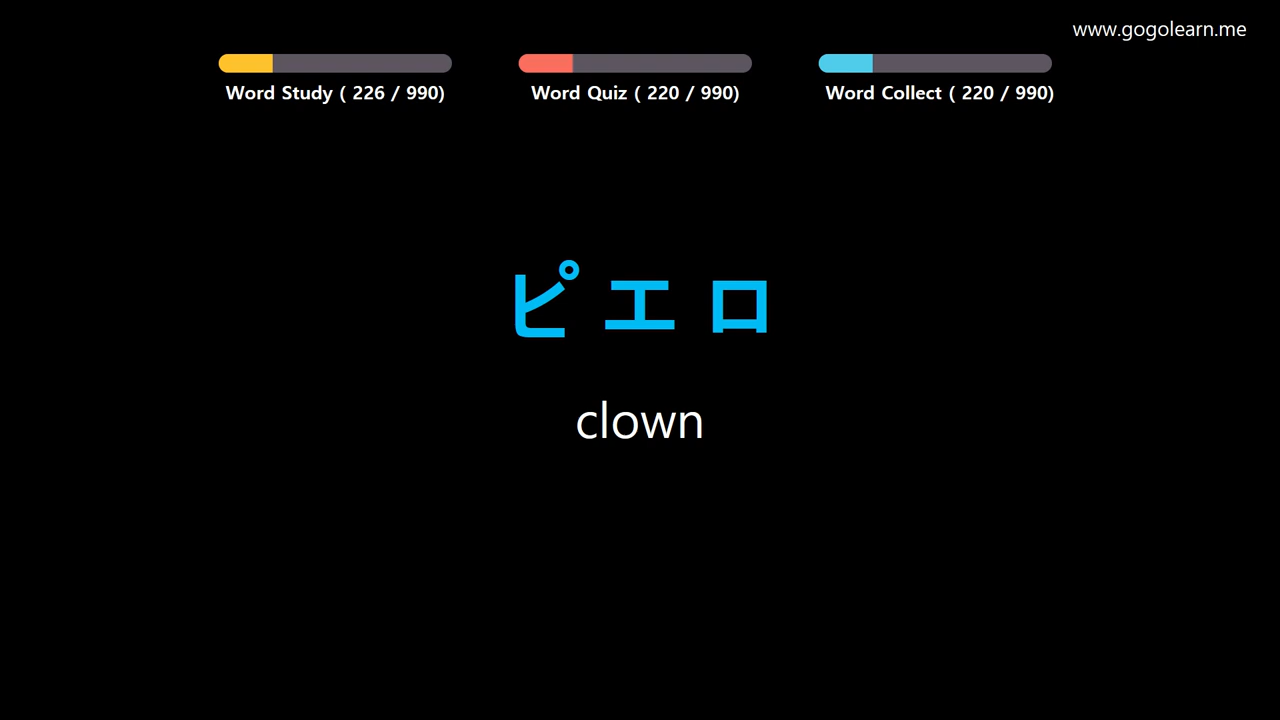 www.gogolearn.me
Word Study ( 226 / 990)
Word Quiz ( 220 / 990)
Word Collect ( 220 / 990)
ピエロ
clown